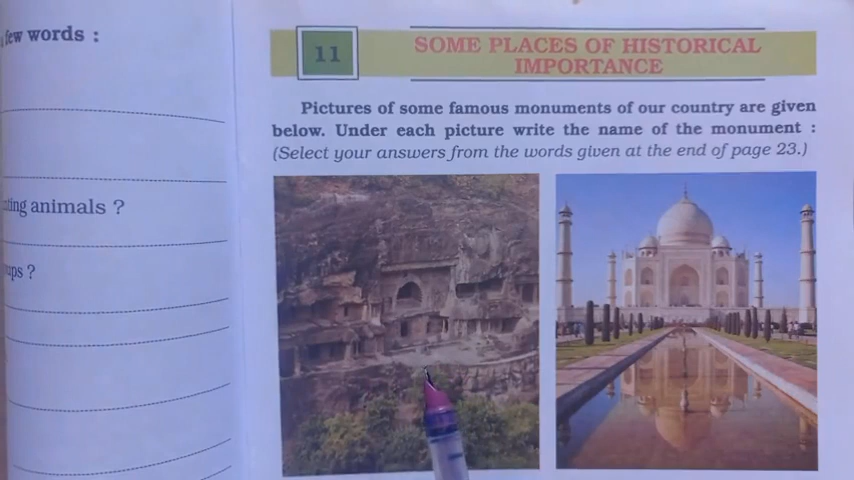 few words :
animals ?
11
SOME PLACES OF HISTORICAL
IMPORTANCE
Pictures of some famous monuments of our country are given
below. Under each picture write the name of the monument :
(Select your answers from the words given at the end of page 23.)